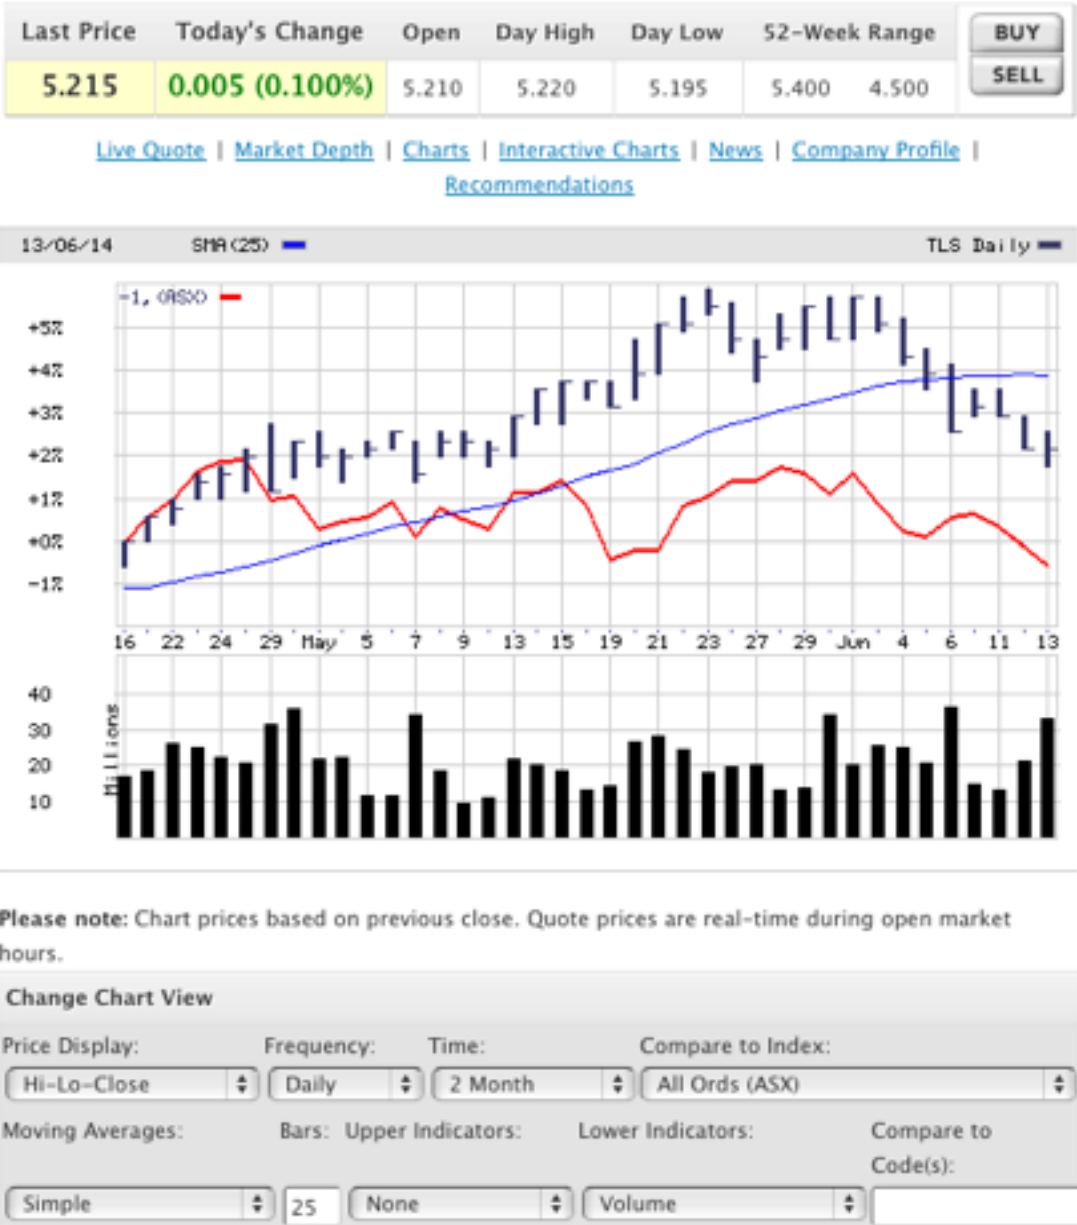 Last Price Today's Change Open Day High Day Low 52-Week Range BUY
5.215 0.005 (0.100%) 5.210 5.220 5.195 5.400 4.500 SELL
Live Quote | Market Depth | Charts | Interactive Charts | News | Company Profile |
Recommendations
13/06/14 SMA(25) TLS Daily
-1, (ASX)
+5%
+4%
+3%
+2%
+1%
+0%
-1%
16 22 24 29 May 5 7 9 13 15 19 21 23 27 29 Jun 4 6 11 13
40
30
20
10
Millions
Please note: Chart prices based on previous close. Quote prices are real-time during open market
hours.
Change Chart View
Price Display: Frequency: Time: Compare to Index:
Hi-Lo-Close Daily 2 Month All Ords (ASX)
Moving Averages: Bars: Upper Indicators: Lower Indicators: Compare to
Code(s):
Simple 25 None Volume